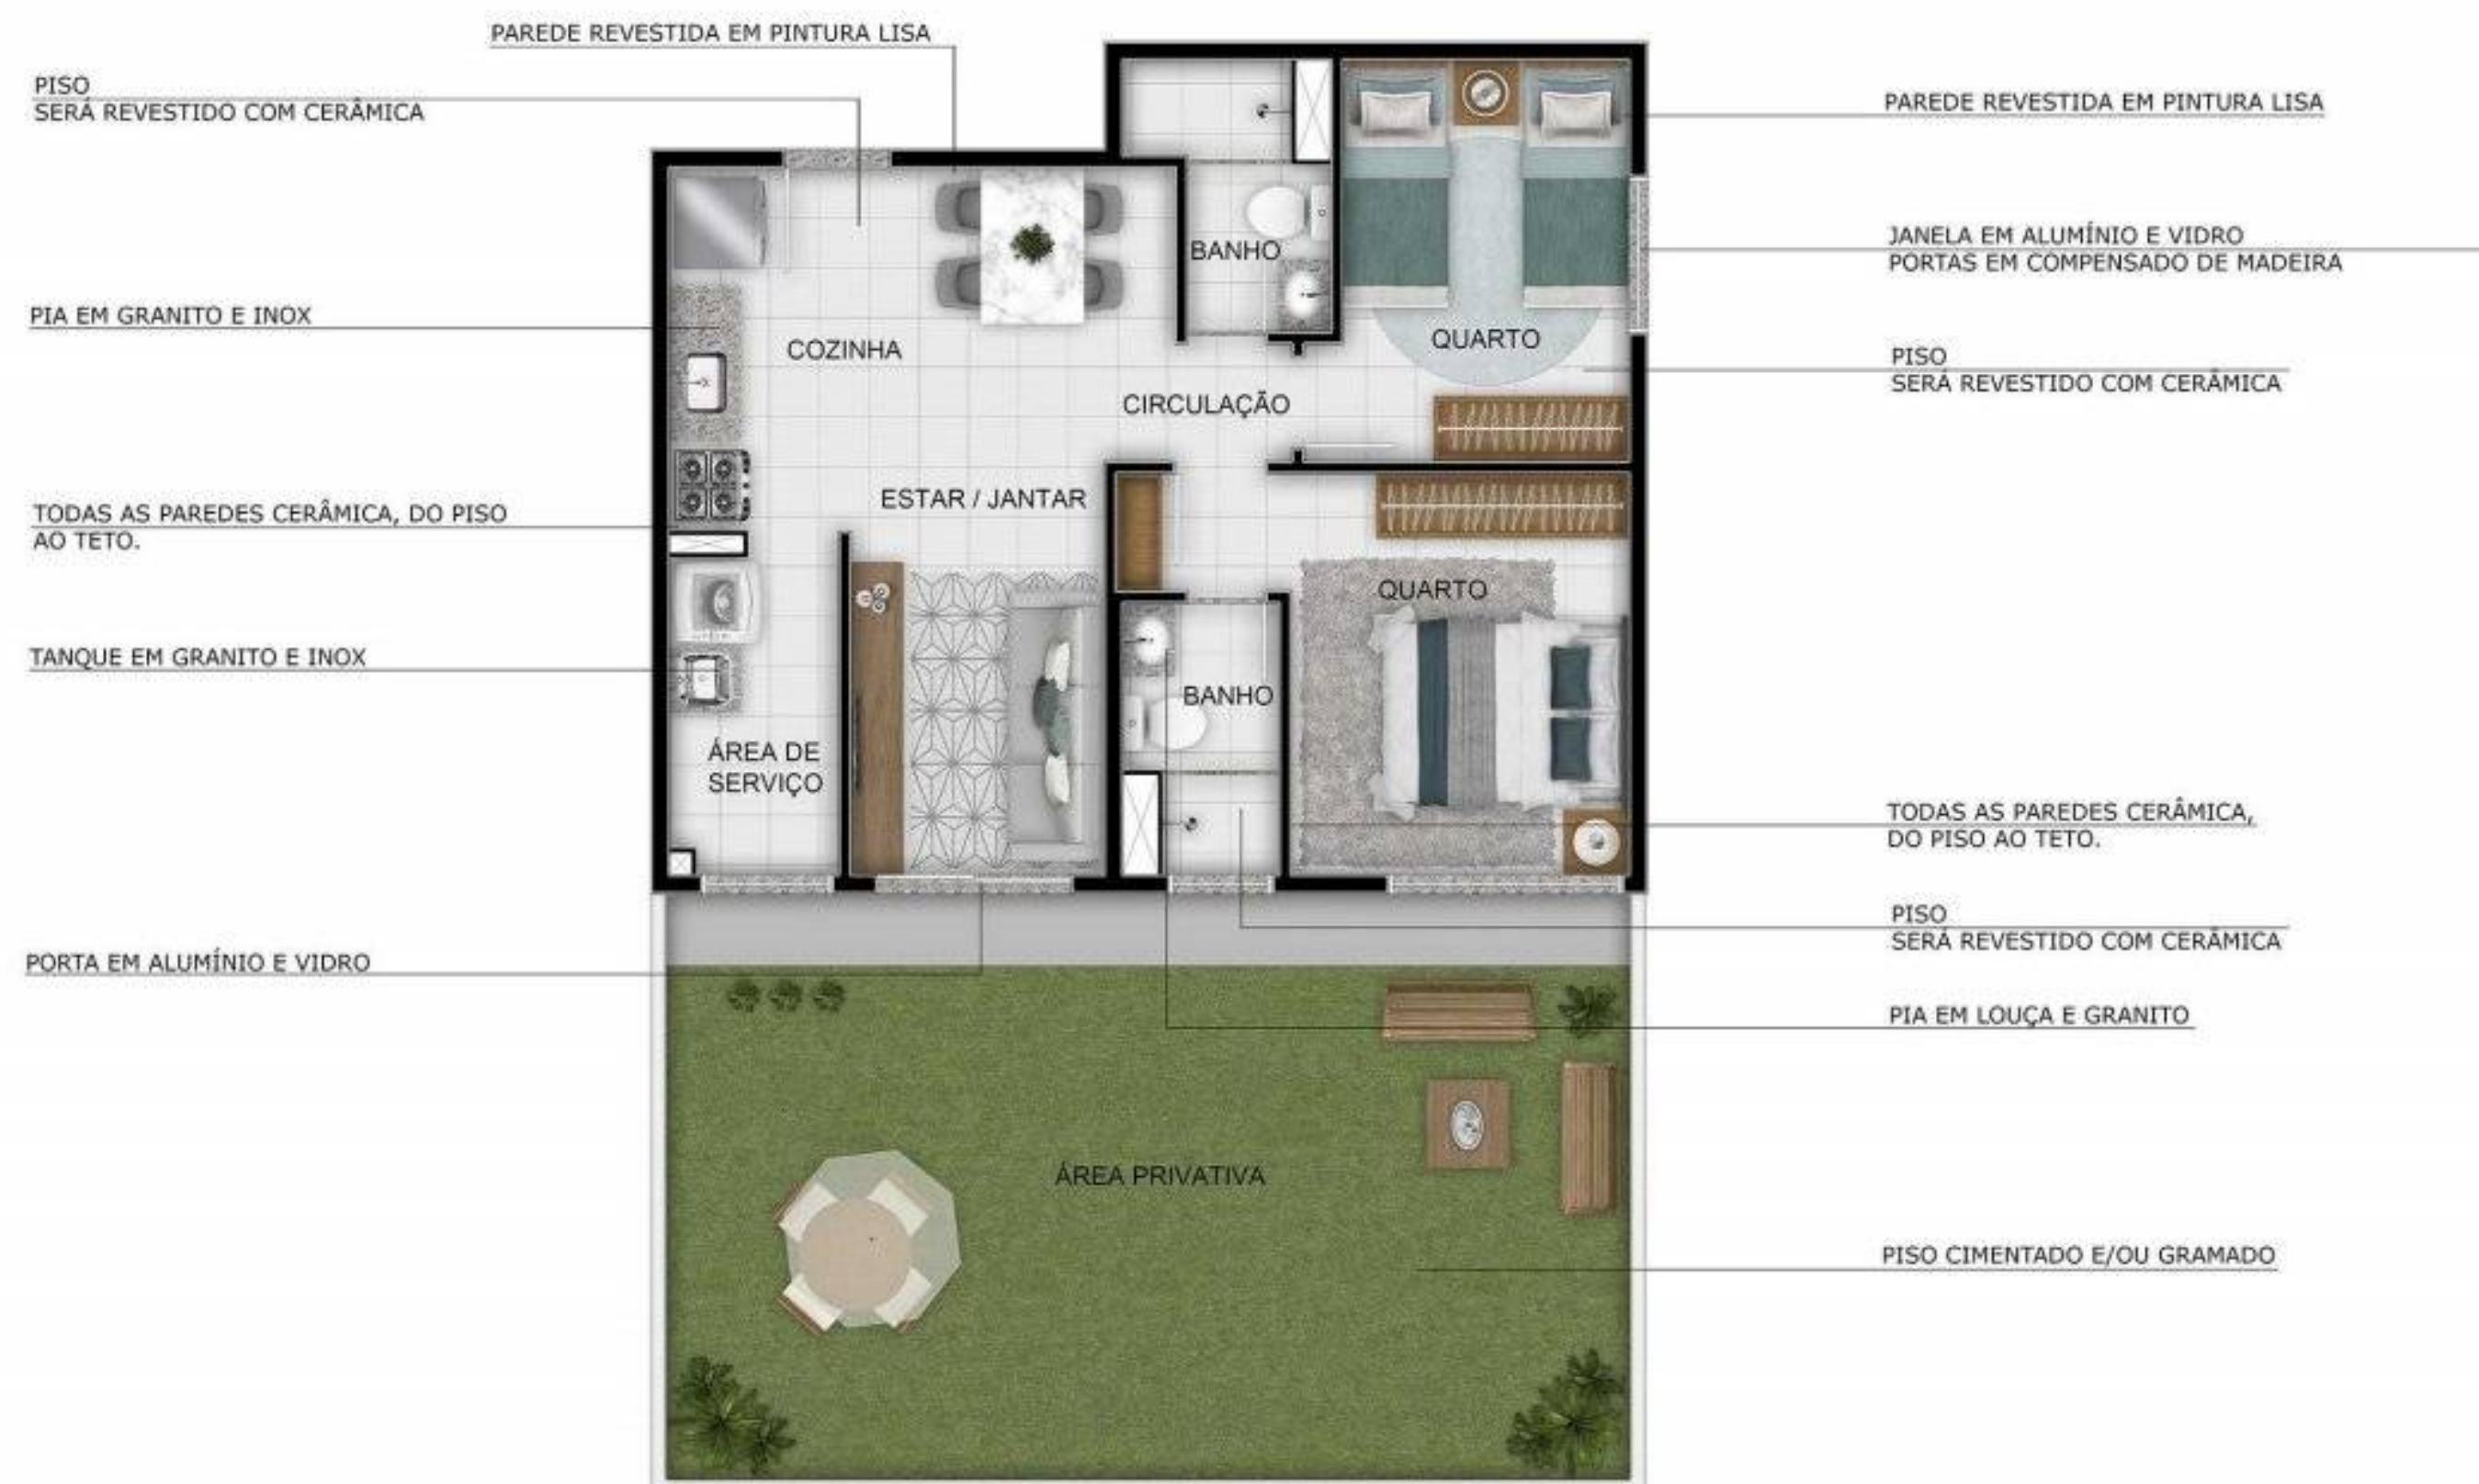 PAREDE REVESTIDA EM PINTURA LISA
PISO
SERÁ REVESTIDO COM CERÂMICA
PAREDE REVESTIDA EM PINTURA LISA
JANELA EM ALUMÍNIO E VIDRO
PORTAS EM COMPENSADO DE MADEIRA
BANHO
PIA EM GRANITO E INOX
COZINHA
QUARTO
PISO
SERÁ REVESTIDO COM CERÂMICA
CIRCULAÇÃO
ESTAR / JANTAR
TODAS AS PAREDES CERÂMICA, DO PISO
AO TETO.
QUARTO
TANQUE EM GRANITO E INOX
BANHO
ÁREA DE
SERVIÇO
TODAS AS PAREDES CERÂMICA,
DO PISO AO TETO.
PISO
SERÁ REVESTIDO COM CERÂMICA
PORTA EM ALUMÍNIO E VIDRO
PIA EM LOUÇA E GRANITO
ÁREA PRIVATIVA
PISO CIMENTADO E/OU GRAMADO